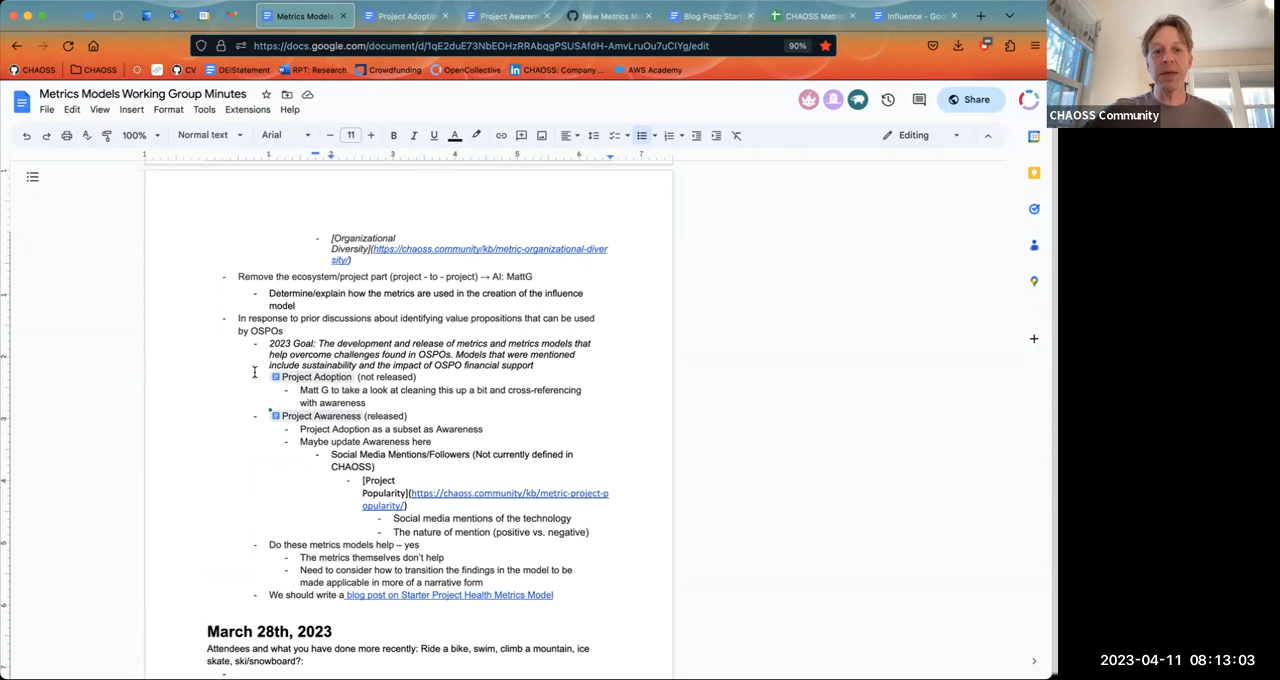 Metrics Models
Project Adoptio
Project Awaren
New Metrics Mo
Blog Post: Start
CHAOSS Metric
Influence - Goo
https://docs.google.com/document/d/1qE2duE73NbEOHzRRAbqgPSUSAfdH-AmvLruOu7uCIYg/edit
90%
CHAOSS
CHAOSS
CV
DEIStatement
RPT: Research
Crowdfunding
OpenCollective
CHAOSS: Company ...
AWS Academy
CHAOSS Community
Metrics Models Working Group Minutes
File Edit View Insert Format Tools Extensions Help
Share
100%
Normal text
Arial
11
Editing
1 1 2 3 4 5 6 7
- [Organizational
Diversity](https://chaoss.community/kb/metric-organizational-diver
sity/)
- Remove the ecosystem/project part (project - to - project) → AI: MattG
- Determine/explain how the metrics are used in the creation of the influence
model
- In response to prior discussions about identifying value propositions that can be used
by OSPOs
- 2023 Goal: The development and release of metrics and metrics models that
help overcome challenges found in OSPOs. Models that were mentioned
include sustainability and the impact of OSPO financial support
Project Adoption (not released)
- Matt G to take a look at cleaning this up a bit and cross-referencing
with awareness
- Project Awareness (released)
- Project Adoption as a subset as Awareness
- Maybe update Awareness here
- Social Media Mentions/Followers (Not currently defined in
CHAOSS)
- [Project
Popularity](https://chaoss.community/kb/metric-project-p
opularity/)
- Social media mentions of the technology
- The nature of mention (positive vs. negative)
- Do these metrics models help – yes
- The metrics themselves don't help
- Need to consider how to transition the findings in the model to be
made applicable in more of a narrative form
- We should write a blog post on Starter Project Health Metrics Model
March 28th, 2023
Attendees and what you have done more recently: Ride a bike, swim, climb a mountain, ice
skate, ski/snowboard?:
-
2023-04-11 08:13:03